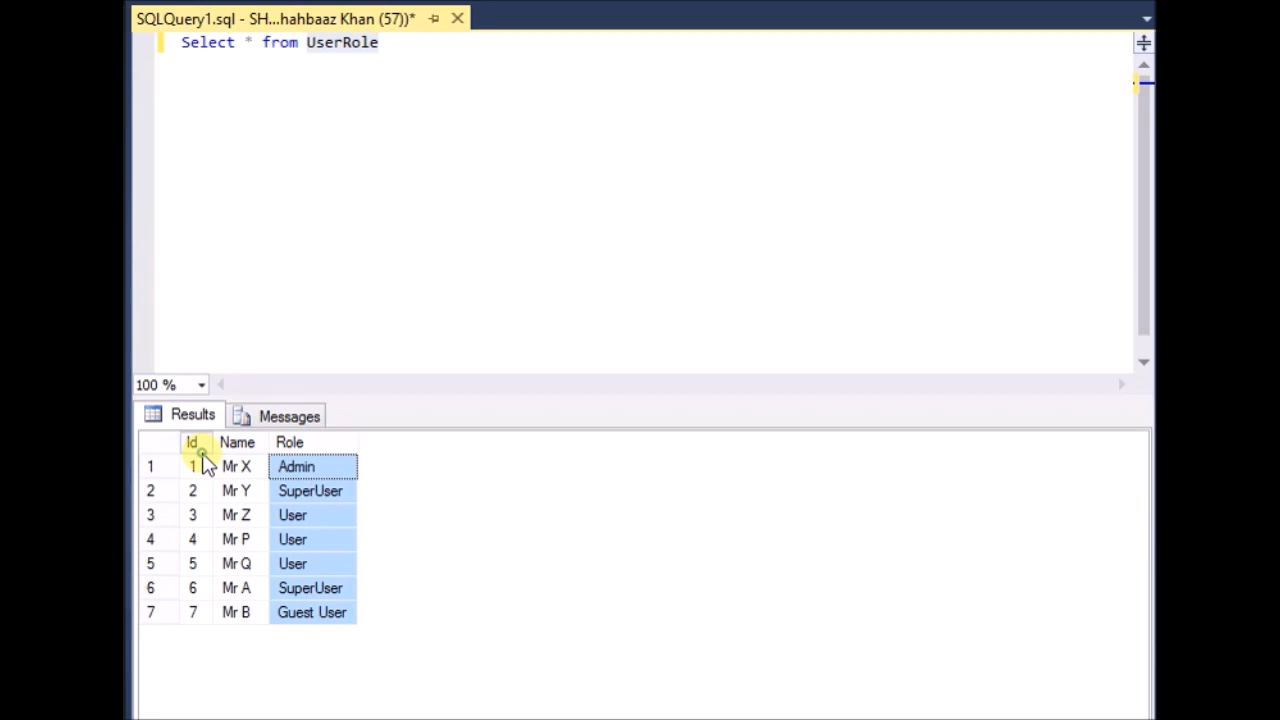 SQLQuery1.sql - SH...hahbaaz Khan (57))*
Select * from UserRole
100 %
Results Messages
Id Name Role
1 1 Mr X Admin
2 2 Mr Y SuperUser
3 3 Mr Z User
4 4 Mr P User
5 5 Mr Q User
6 6 Mr A SuperUser
7 7 Mr B Guest User